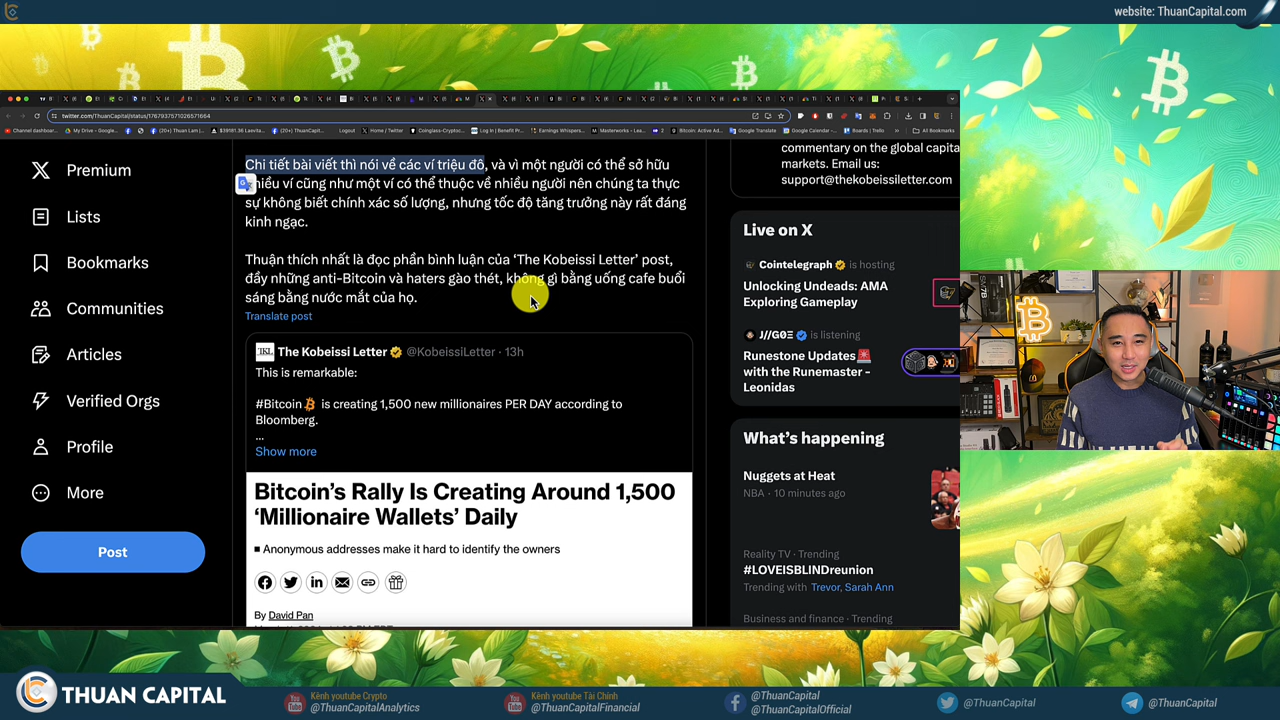 website: ThuanCapital.com
twitter.com/ThuanCapital/status/1767937571026571664
All Bookmarks
Premium
Lists
Bookmarks
Communities
Articles
Verified Orgs
Profile
More
Post
Chi tiết bài viết thì nói về các ví triệu đô, và vì một người có thể sở hữu
nhiều ví cũng như một ví có thể thuộc về nhiều người nên chúng ta thực
sự không biết chính xác số lượng, nhưng tốc độ tăng trưởng này rất đáng
kinh ngạc.
Thuận thích nhất là đọc phần bình luận của ‘The Kobeissi Letter’ post,
đầy những anti-Bitcoin và haters gào thét, không gì bằng uống cafe buổi
sáng bằng nước mắt của họ.
Translate post
The Kobeissi Letter @KobeissiLetter · 13h
This is remarkable:
#Bitcoin is creating 1,500 new millionaires PER DAY according to
Bloomberg.
...
Show more
Bitcoin’s Rally Is Creating Around 1,500
‘Millionaire Wallets’ Daily
Anonymous addresses make it hard to identify the owners
By David Pan
commentary on the global capita
markets. Email us:
support@thekobeissiletter.com
Live on X
Cointelegraph is hosting
Unlocking Undeads: AMA
Exploring Gameplay
J//GΘΞ is listening
Runestone Updates
with the Runemaster -
Leonidas
What’s happening
Nuggets at Heat
NBA · 10 minutes ago
Reality TV · Trending
#LOVEISBLINDreunion
Trending with Trevor, Sarah Ann
Business and finance · Trending
THUAN CAPITAL
Kênh youtube Crypto
@ThuanCapitalAnalytics
Kênh youtube Tài Chính
@ThuanCapitalFinancial
@ThuanCapital
@ThuanCapitalOfficial
@ThuanCapital
@ThuanCapital